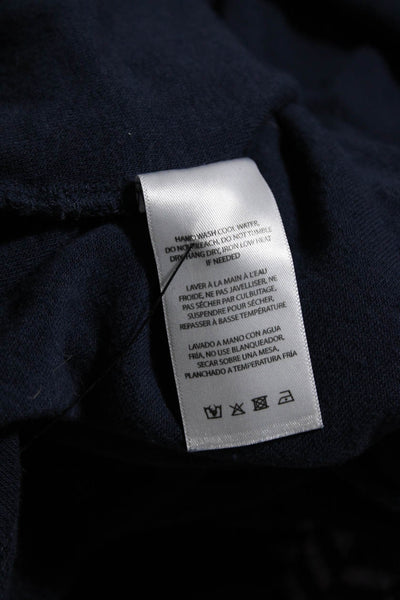 HAND WASH COOL WATER,
DO NOT BLEACH, DO NOT TUMBLE
DRY, HANG DRY, IRON LOW HEAT
IF NEEDED
LAVER À LA MAIN À L'EAU
FROIDE, NE PAS JAVELLISER, NE
PAS SÉCHER PAR CULBUTAGE,
SUSPENDRE POUR SÉCHER,
REPASSER À BASSE TEMPÉRATURE
LAVADO A MANO CON AGUA
FRÍA, NO USE BLANQUEADOR,
SECAR SOBRE UNA MESA,
PLANCHADO A TEMPERATURA FRÍA